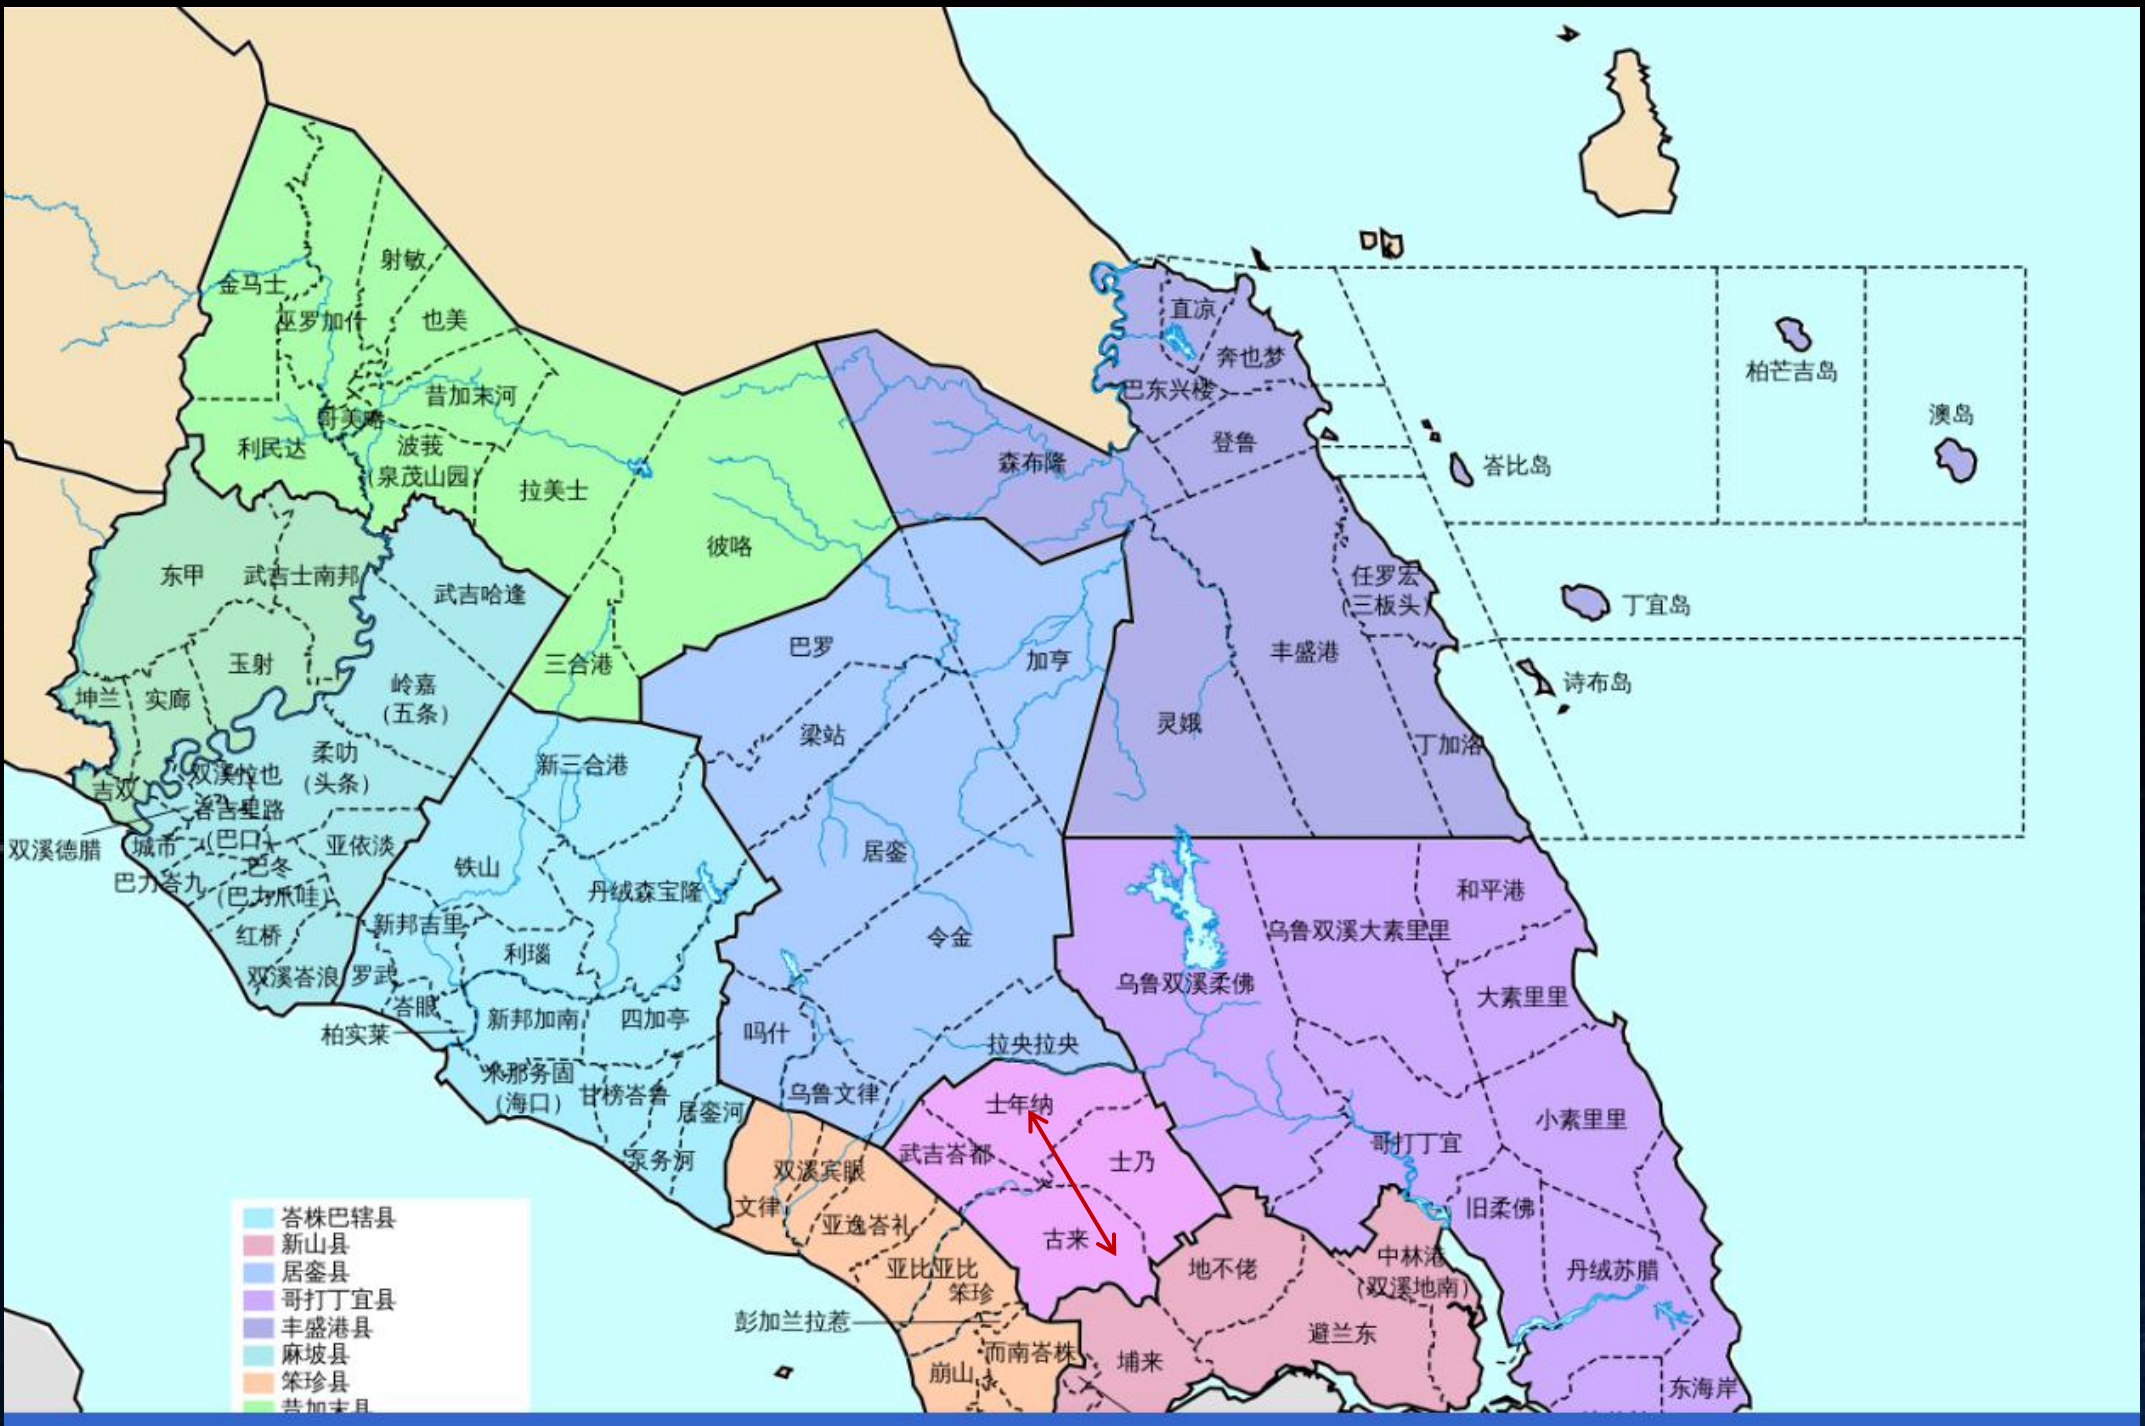 射敏
金马士
巫罗加什
也美
昔加末河
哥美略
利民达
波莪
（泉茂山园）
拉美士
彼咯
三合港
东甲
武吉士南邦
玉射
坤兰
实廊
吉双
武吉哈逢
岭嘉
（五条）
柔叻
（头条）
双溪拉也
峇吉里路
（巴口）
双溪德腊
城市
亚依淡
巴冬
（巴力爪哇）
巴力峇九
红桥
双溪峇浪
新三合港
铁山
丹绒森宝隆
新邦吉里
利瑙
罗武
峇眼
柏实莱
新邦加南
四加亭
米那务固
（海口）
甘榜峇鲁
居銮河
泵务河
巴罗
加亨
梁站
居銮
令金
吗什
拉央拉央
乌鲁文律
直凉
奔也梦
巴东兴楼
登鲁
森布隆
任罗宏
（三板头）
丰盛港
灵娥
丁加洛
柏芒吉岛
澳岛
峇比岛
丁宜岛
诗布岛
和平港
乌鲁双溪大素里里
乌鲁双溪柔佛
大素里里
小素里里
哥打丁宜
旧柔佛
丹绒苏腊
东海岸
士年纳
武吉峇都
士乃
古来
双溪宾眼
文律
亚逸峇礼
亚比亚比
笨珍
彭加兰拉惹
而南峇株
崩山
地不佬
中林港
（双溪地南）
避兰东
埔来
峇株巴辖县
新山县
居銮县
哥打丁宜县
丰盛港县
麻坡县
笨珍县
昔加末县